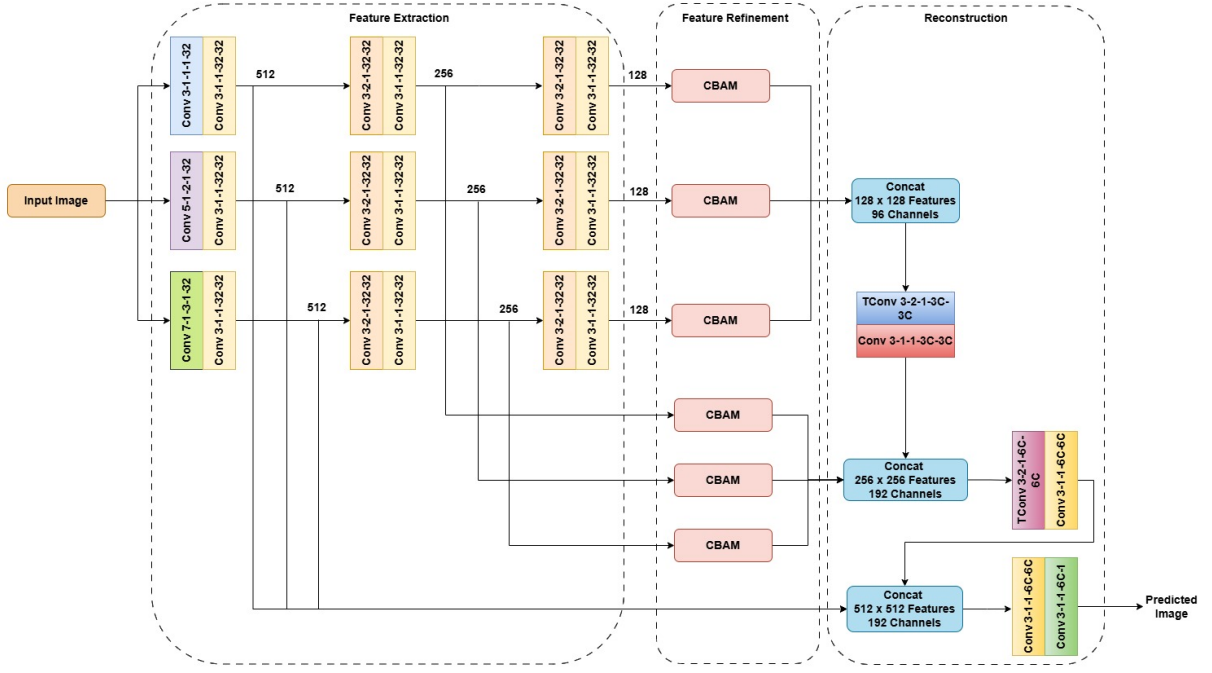 Feature Extraction
Feature Refinement
Reconstruction
Conv 3-1-1-1-32
Conv 3-1-1-32-32
512
Conv 3-2-1-32-32
Conv 3-1-1-32-32
256
Conv 3-2-1-32-32
Conv 3-1-1-32-32
128
CBAM
Input Image
Conv 5-1-2-1-32
Conv 3-1-1-32-32
512
Conv 3-2-1-32-32
Conv 3-1-1-32-32
256
Conv 3-2-1-32-32
Conv 3-1-1-32-32
128
CBAM
Concat
128 x 128 Features
96 Channels
Conv 7-1-3-1-32
Conv 3-1-1-32-32
512
Conv 3-2-1-32-32
Conv 3-1-1-32-32
256
Conv 3-2-1-32-32
Conv 3-1-1-32-32
128
CBAM
TConv 3-2-1-3C-
3C
Conv 3-1-1-3C-3C
CBAM
CBAM
CBAM
Concat
256 x 256 Features
192 Channels
TConv 3-2-1-6C-
6C
Conv 3-1-1-6C-6C
Concat
512 x 512 Features
192 Channels
Conv 3-1-1-6C-6C
Conv 3-1-1-6C-1
Predicted
Image